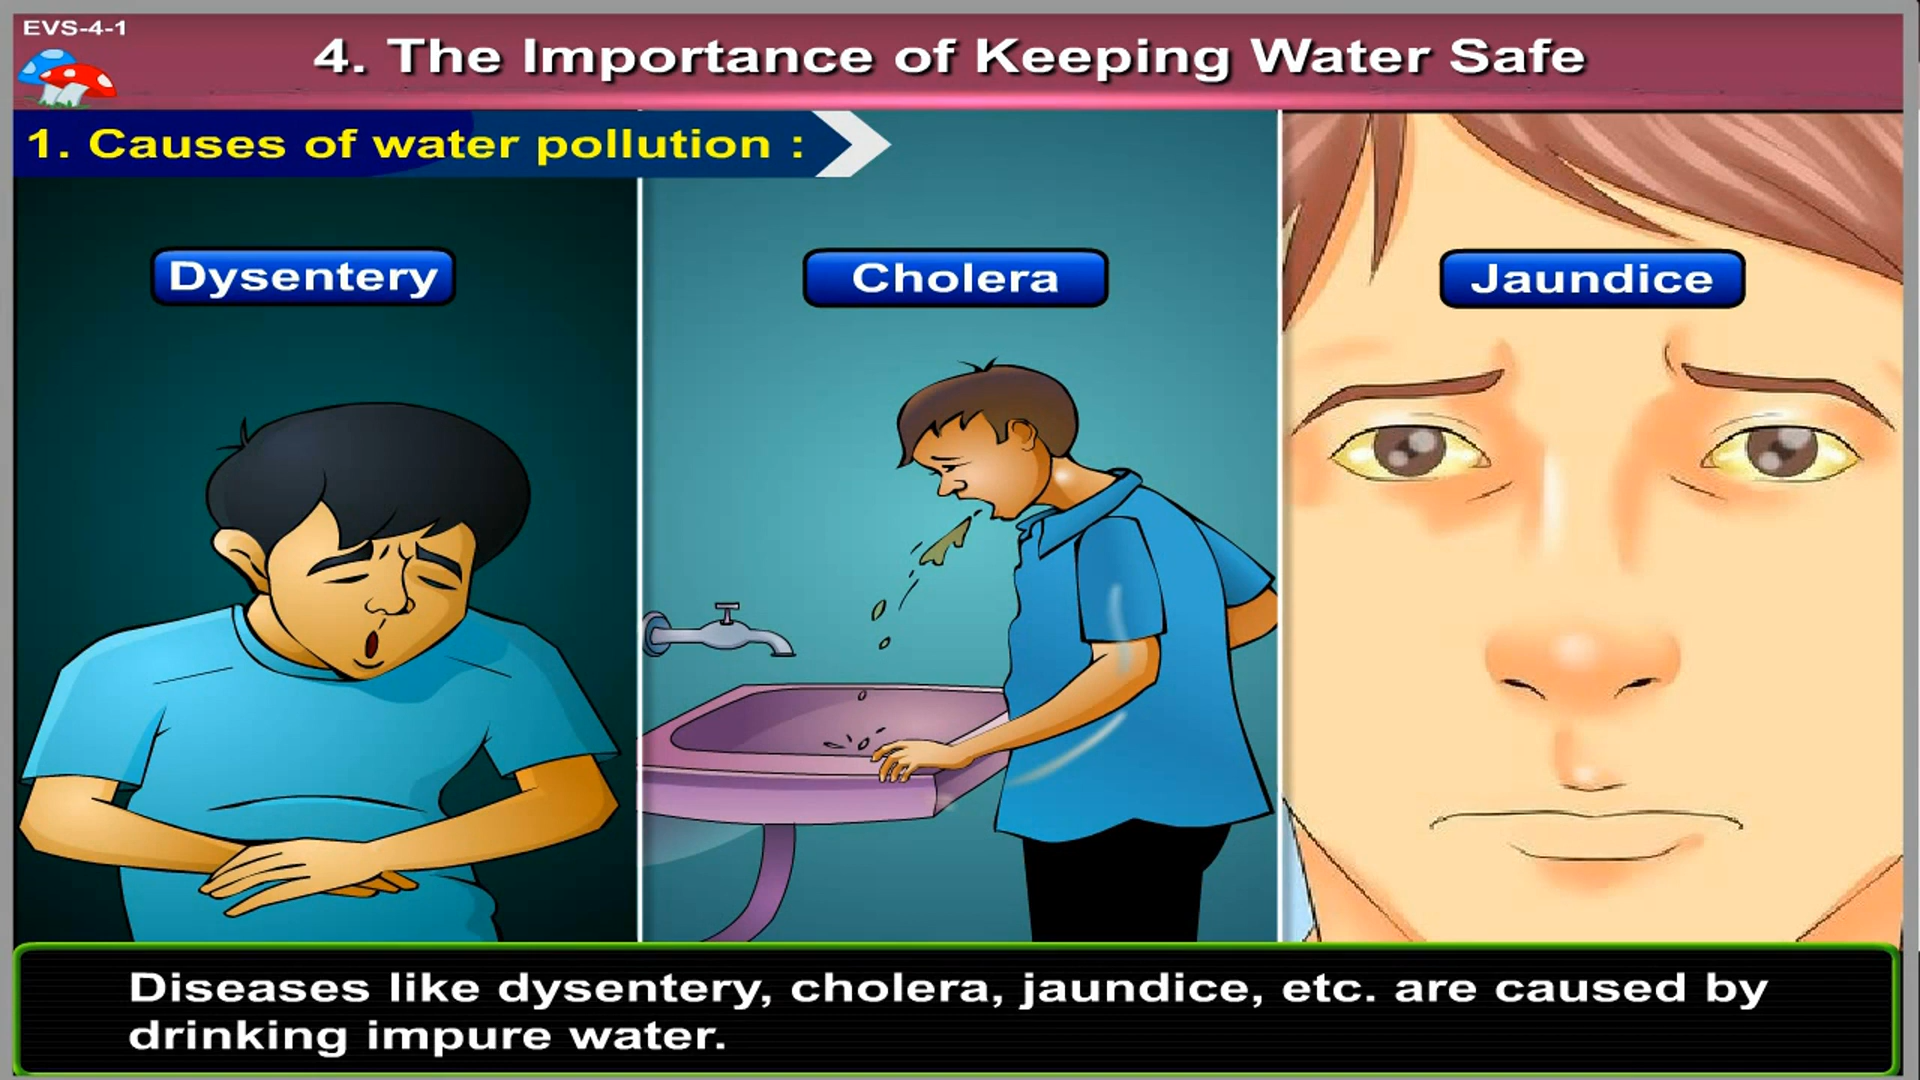 EVS-4-1
4. The Importance of Keeping Water Safe
1. Causes of water pollution :
Dysentery
Cholera
Jaundice
Diseases like dysentery, cholera, jaundice, etc. are caused by
drinking impure water.